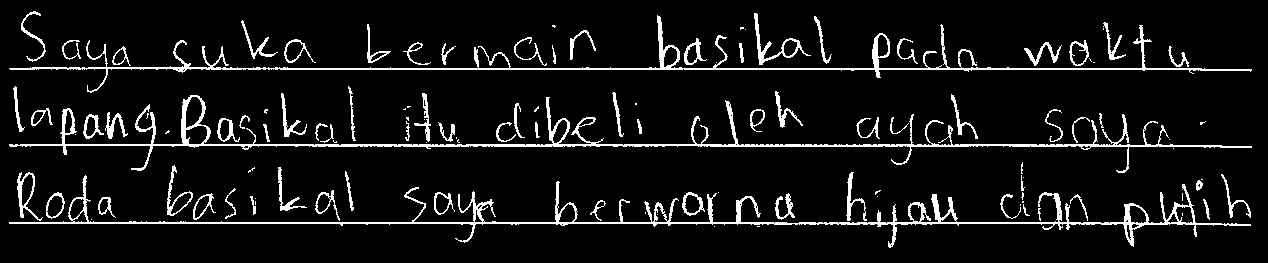 Saya suka bermain basikal pada waktu
lapang. Basikal itu dibeli oleh ayah saya.
Roda basikal saya berwarna hijau dan putih